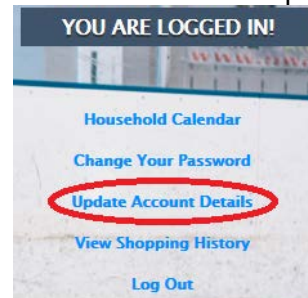 YOU ARE LOGGED IN!
Household Calendar
Change Your Password
Update Account Details
View Shopping History
Log Out